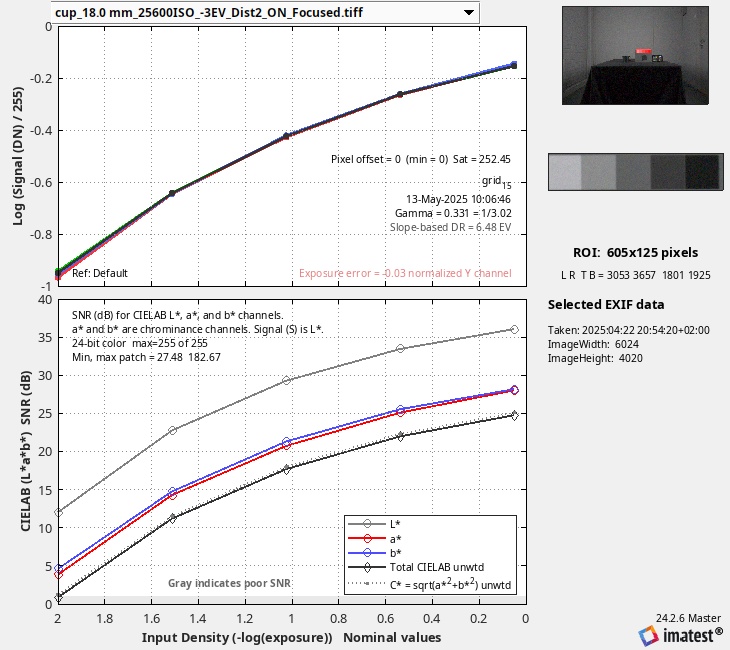 cup_18.0 mm_25600ISO_-3EV_Dist2_ON_Focused.tiff
0
-0.2
-0.4
-0.6
-0.8
-1
Log (Signal (DN) / 255)
Pixel offset = 0 (min = 0) Sat = 252.45
grid15
13-May-2025 10:06:46
Gamma = 0.331 = 1/3.02
Slope-based DR = 6.48 EV
Ref: Default
Exposure error = -0.03 normalized Y channel
40
35
30
25
20
15
10
5
0
CIELAB (L*a*b*) SNR (dB)
SNR (dB) for CIELAB L*, a*, and b* channels.
a* and b* are chrominance channels. Signal (S) is L*.
24-bit color max=255 of 255
Min, max patch = 27.48 182.67
L*
a*
b*
Total CIELAB unwtd
C* = sqrt(a*2+b*2) unwtd
Gray indicates poor SNR
2 1.8 1.6 1.4 1.2 1 0.8 0.6 0.4 0.2 0
Input Density (-log(exposure)) Nominal values
ROI: 605x125 pixels
L R T B = 3053 3657 1801 1925
Selected EXIF data
Taken: 2025:04:22 20:54:20+02:00
ImageWidth: 6024
ImageHeight: 4020
24.2.6 Master
imatest®